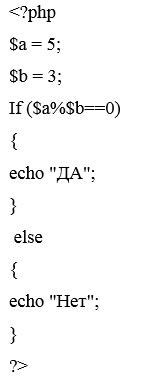 <?php
$a = 5;
$b = 3;
If ($a%$b==0)
{
echo "ДА";
}
else
{
echo "Нет";
}
?>